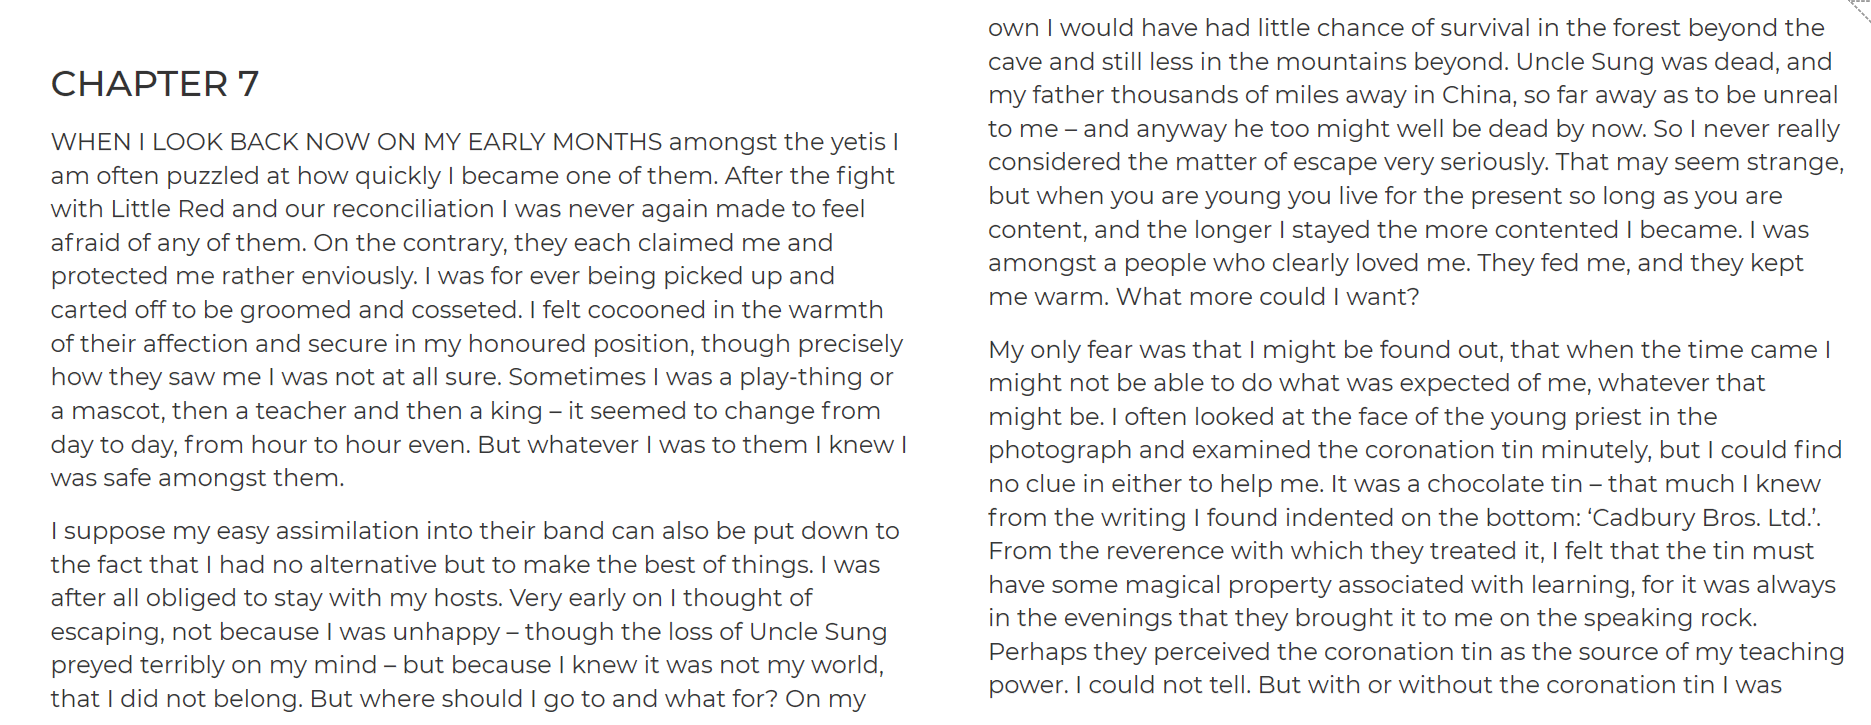 CHAPTER 7
WHEN I LOOK BACK NOW ON MY EARLY MONTHS amongst the yetis I
am often puzzled at how quickly I became one of them. After the fight
with Little Red and our reconciliation I was never again made to feel
afraid of any of them. On the contrary, they each claimed me and
protected me rather enviously. I was for ever being picked up and
carted off to be groomed and cosseted. I felt cocooned in the warmth
of their affection and secure in my honoured position, though precisely
how they saw me I was not at all sure. Sometimes I was a play-thing or
a mascot, then a teacher and then a king – it seemed to change from
day to day, from hour to hour even. But whatever I was to them I knew I
was safe amongst them.
I suppose my easy assimilation into their band can also be put down to
the fact that I had no alternative but to make the best of things. I was
after all obliged to stay with my hosts. Very early on I thought of
escaping, not because I was unhappy – though the loss of Uncle Sung
preyed terribly on my mind – but because I knew it was not my world,
that I did not belong. But where should I go to and what for? On my
own I would have had little chance of survival in the forest beyond the
cave and still less in the mountains beyond. Uncle Sung was dead, and
my father thousands of miles away in China, so far away as to be unreal
to me – and anyway he too might well be dead by now. So I never really
considered the matter of escape very seriously. That may seem strange,
but when you are young you live for the present so long as you are
content, and the longer I stayed the more contented I became. I was
amongst a people who clearly loved me. They fed me, and they kept
me warm. What more could I want?
My only fear was that I might be found out, that when the time came I
might not be able to do what was expected of me, whatever that
might be. I often looked at the face of the young priest in the
photograph and examined the coronation tin minutely, but I could find
no clue in either to help me. It was a chocolate tin – that much I knew
from the writing I found indented on the bottom: ‘Cadbury Bros. Ltd.’.
From the reverence with which they treated it, I felt that the tin must
have some magical property associated with learning, for it was always
in the evenings that they brought it to me on the speaking rock.
Perhaps they perceived the coronation tin as the source of my teaching
power. I could not tell. But with or without the coronation tin I was